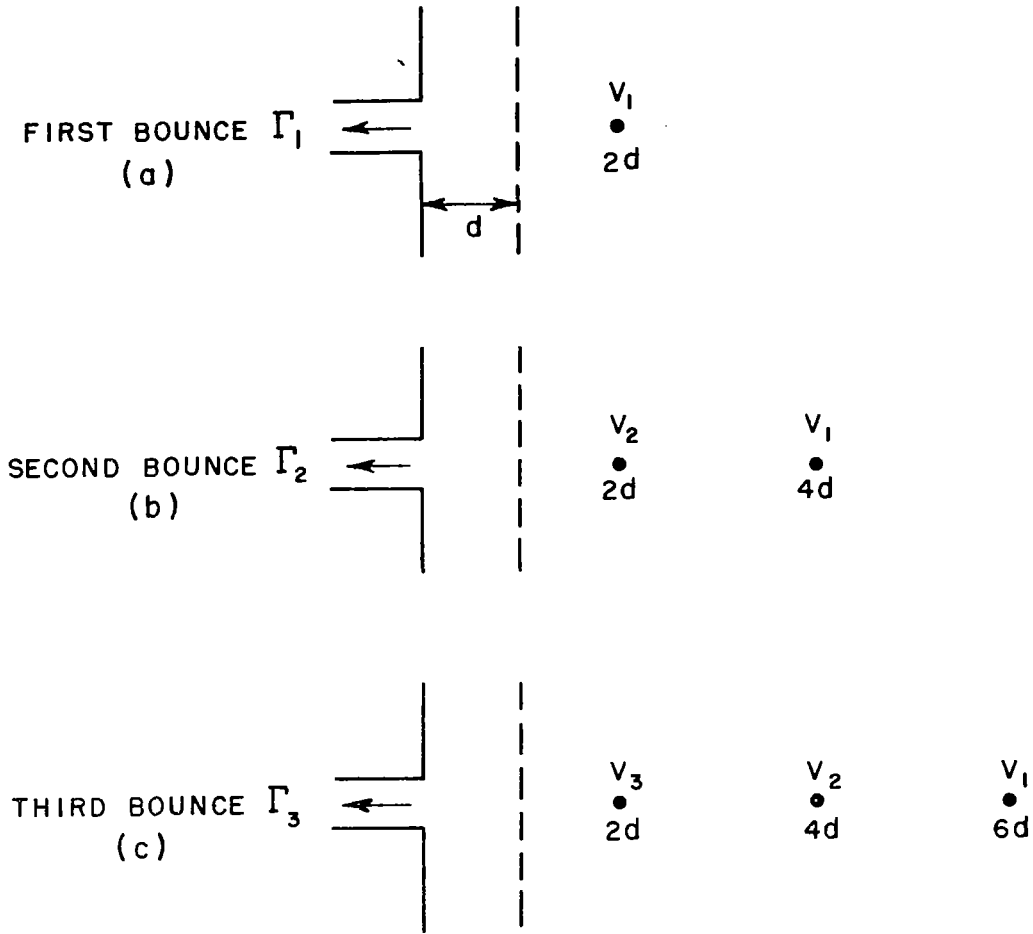 V₁
FIRST BOUNCE Γ₁
(a)
2d
d
V₂ V₁
SECOND BOUNCE Γ₂
(b)
2d 4d
V₃ V₂ V₁
THIRD BOUNCE Γ₃
(c)
2d 4d 6d